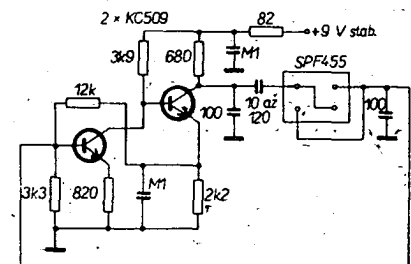 2 × KC509
82
+9 V stab.
3k9
680
M1
SPF455
12k
100
10 až
120
100
3k3
820
M1
2k2